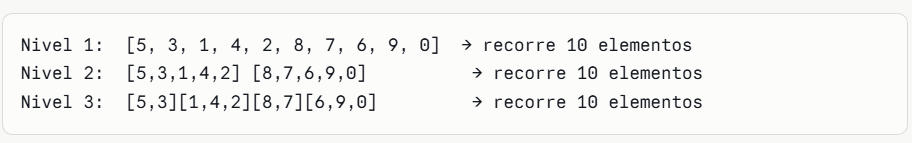 Nivel 1:  [5, 3, 1, 4, 2, 8, 7, 6, 9, 0]  → recorre 10 elementos
Nivel 2:  [5,3,1,4,2] [8,7,6,9,0]          → recorre 10 elementos
Nivel 3:  [5,3][1,4,2][8,7][6,9,0]         → recorre 10 elementos